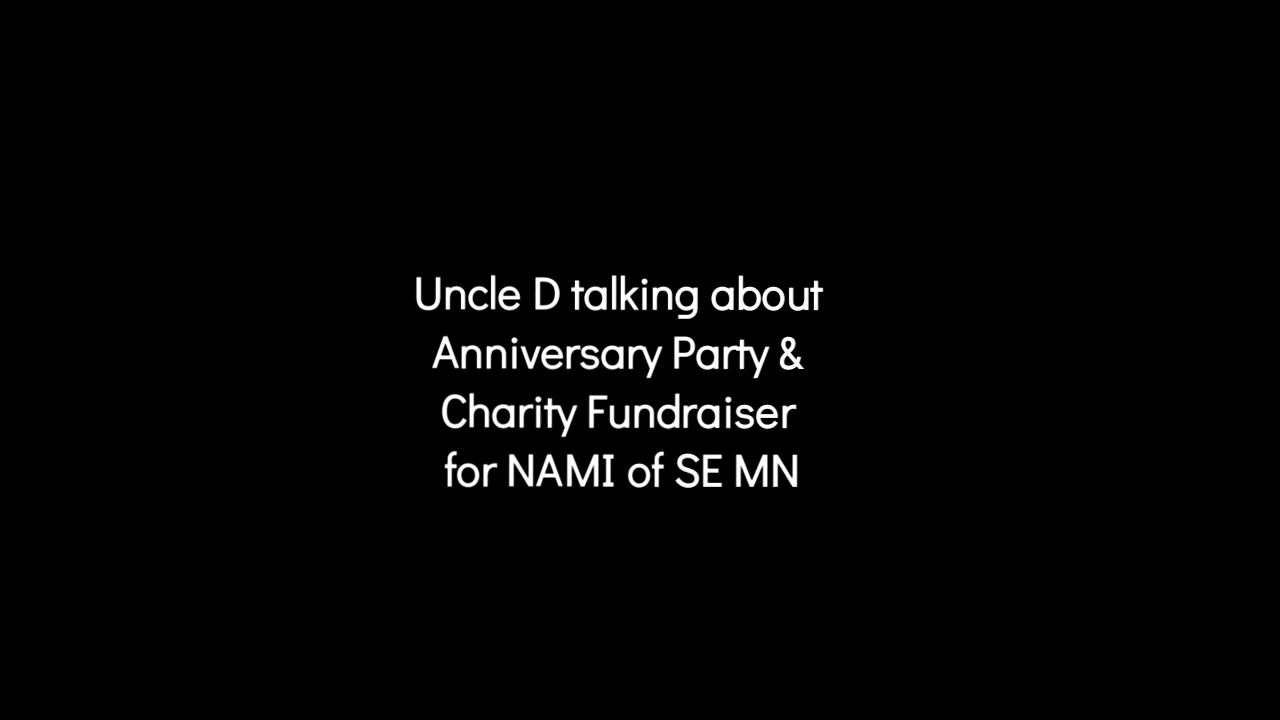 Uncle D talking about
Anniversary Party &
Charity Fundraiser
for NAMI of SE MN